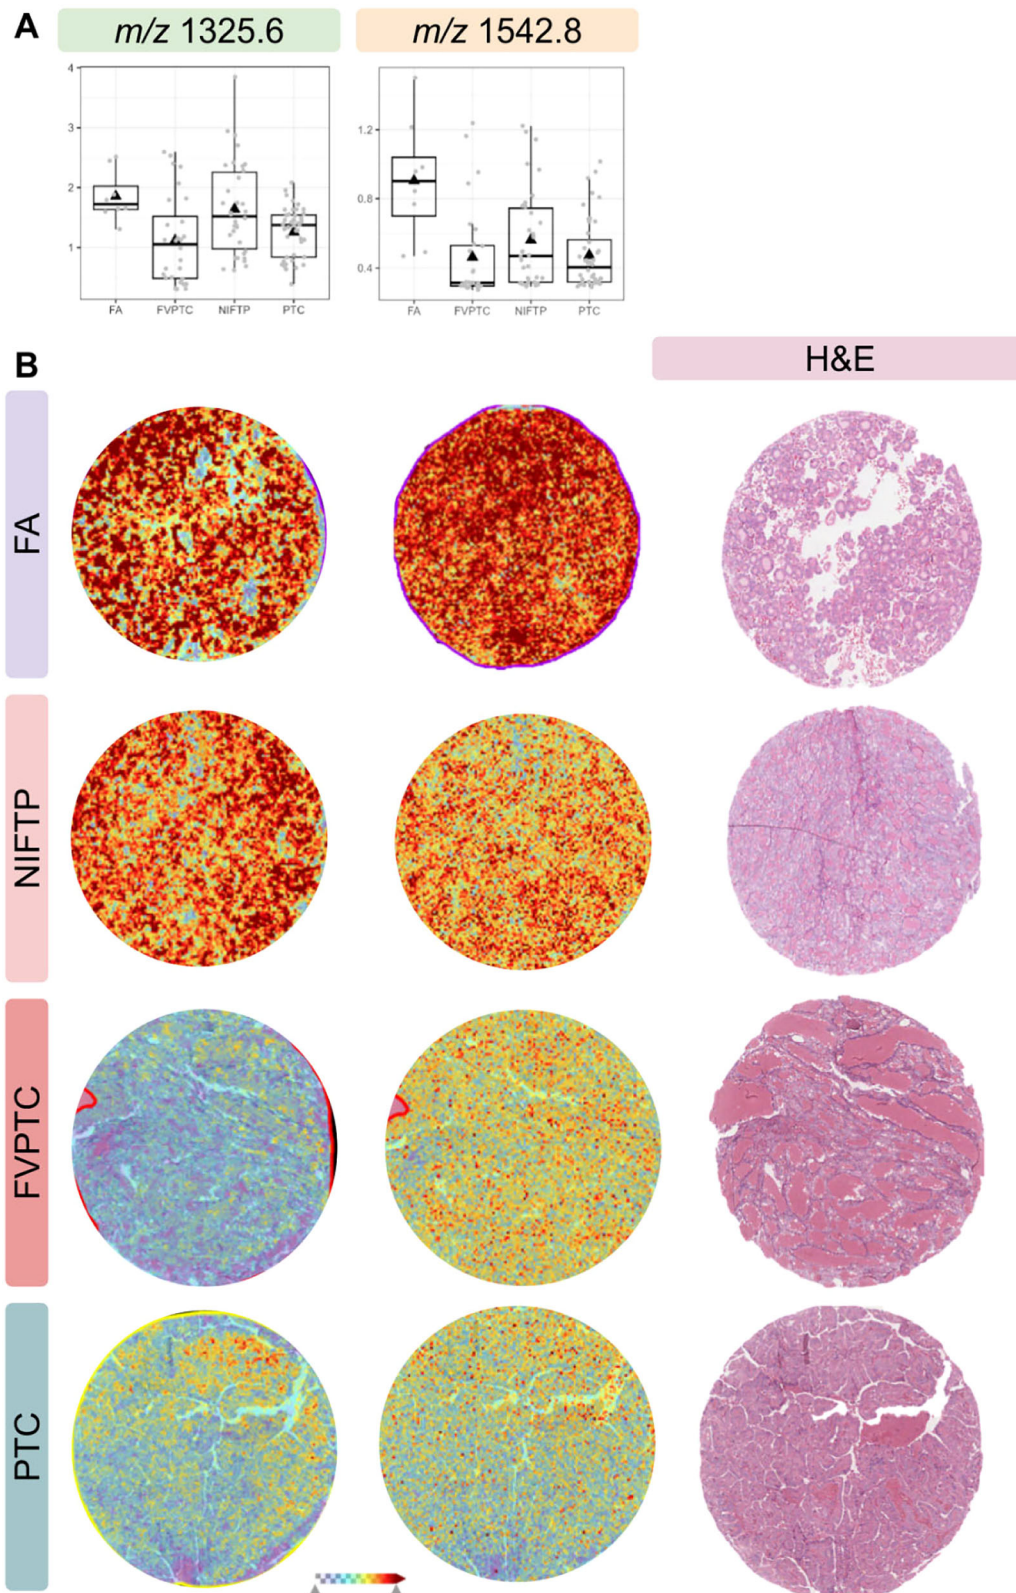 A
m/z 1325.6
m/z 1542.8
4
3
2
1
FA
FVPTC
NIFTP
PTC
1.2
0.8
0.4
FA
FVPTC
NIFTP
PTC
B
H&E
FA
NIFTP
FVPTC
PTC